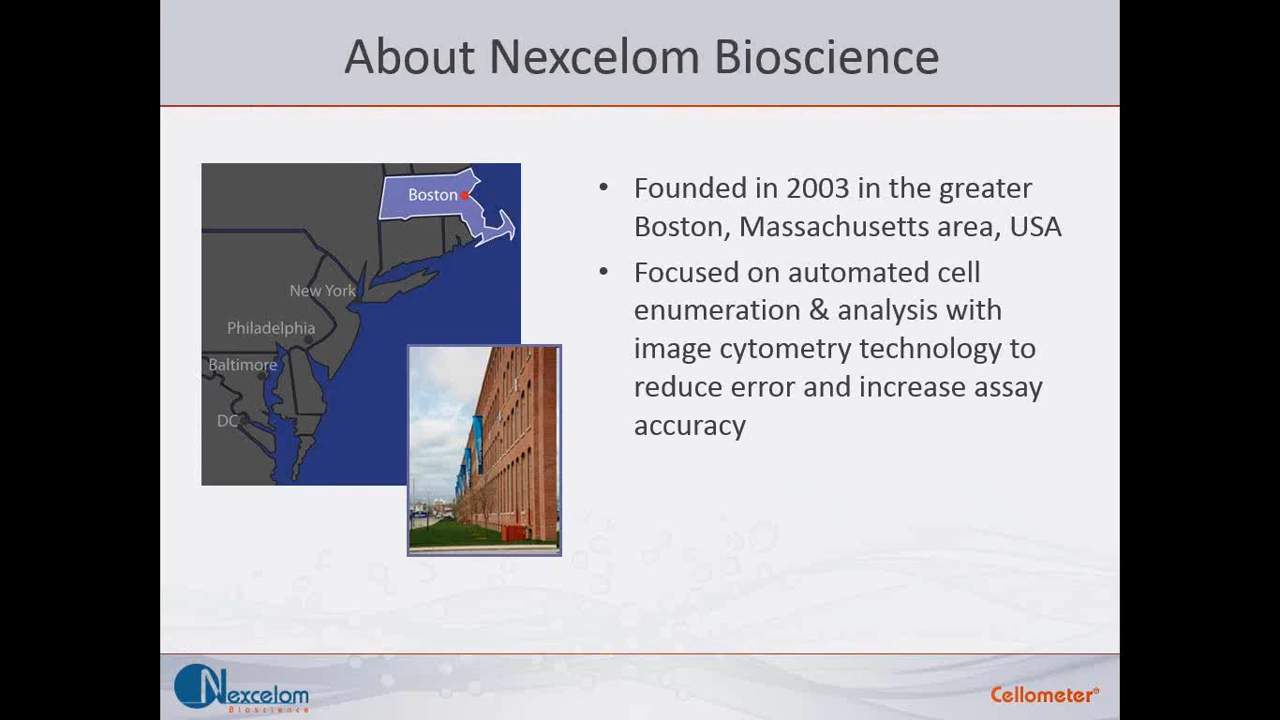 About Nexcelom Bioscience
Boston
New York
Philadelphia
Baltimore
DC
• Founded in 2003 in the greater
Boston, Massachusetts area, USA
• Focused on automated cell
enumeration & analysis with
image cytometry technology to
reduce error and increase assay
accuracy
Nexcelom
Bioscience
Cellometer®